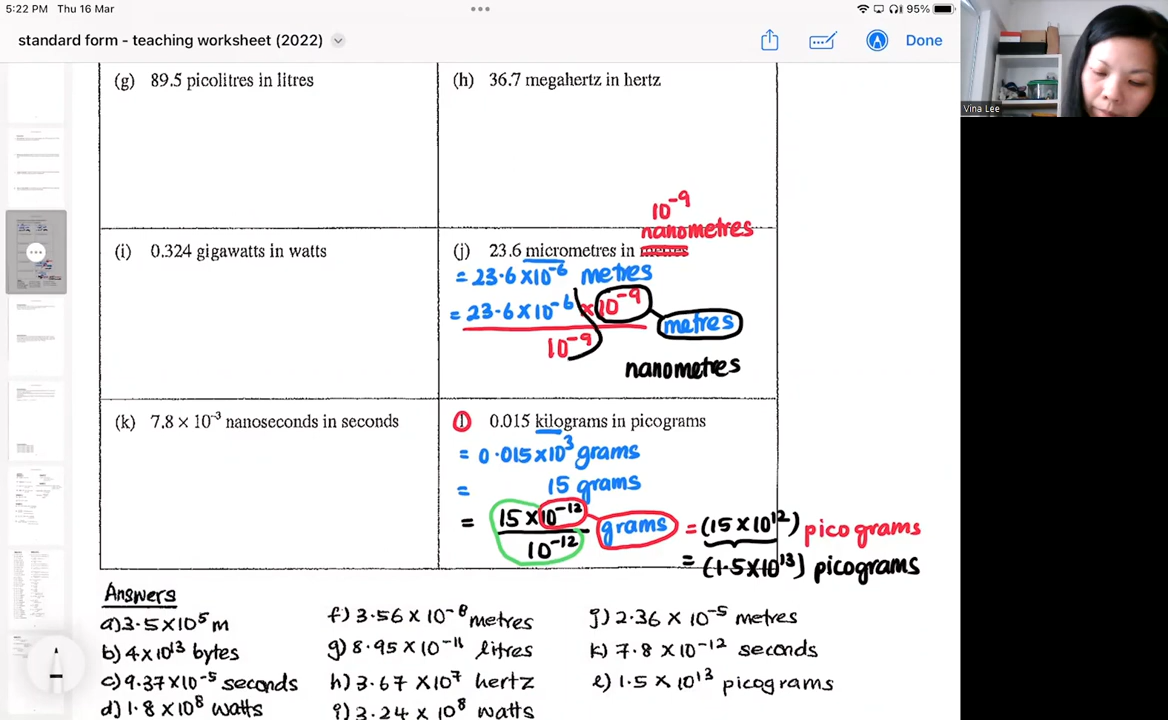 5:22 PM Thu 16 Mar
95%
standard form - teaching worksheet (2022)
Done
Vina Lee
(g) 89.5 picolitres in litres
(h) 36.7 megahertz in hertz
10⁻⁹
nanometres
(i) 0.324 gigawatts in watts
(j) 23.6 micrometres in metres
= 23.6 × 10⁻⁶ metres
= 23.6 × 10⁻⁶ × 10⁻⁹ metres
10⁻⁹
nanometres
(k) 7.8 × 10⁻³ nanoseconds in seconds
(l) 0.015 kilograms in picograms
= 0.015 × 10³ grams
= 15 grams
= 15 × 10⁻¹² grams = (15 × 10¹²) picograms
10⁻¹²
= (1.5 × 10¹³) picograms
Answers
a) 3.5 × 10⁵ m
b) 4 × 10¹³ bytes
c) 9.37 × 10⁻⁵ seconds
d) 1.8 × 10⁸ watts
f) 3.56 × 10⁻⁸ metres
g) 8.95 × 10⁻¹¹ litres
h) 3.67 × 10⁷ hertz
i) 3.24 × 10⁸ watts
j) 2.36 × 10⁻⁵ metres
k) 7.8 × 10⁻¹² seconds
l) 1.5 × 10¹³ picograms